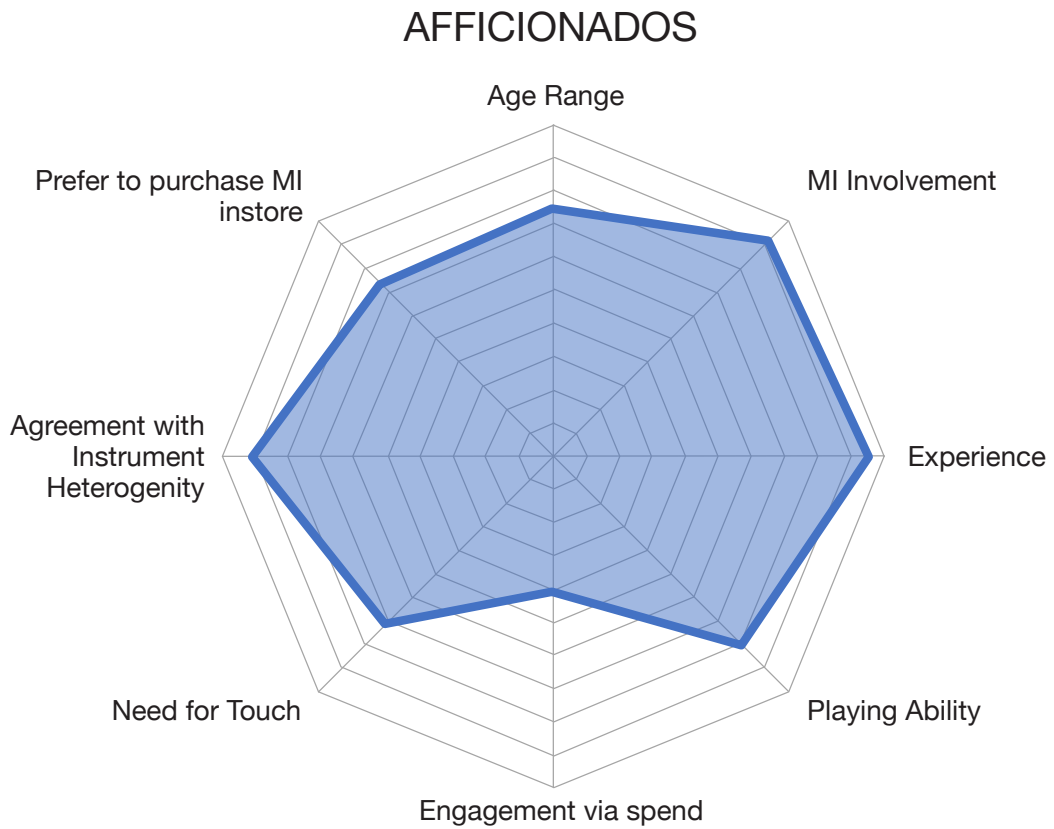 AFFICIONADOS
Age Range
Prefer to purchase MI
instore
MI Involvement
Agreement with
Instrument
Heterogenity
Experience
Need for Touch
Playing Ability
Engagement via spend